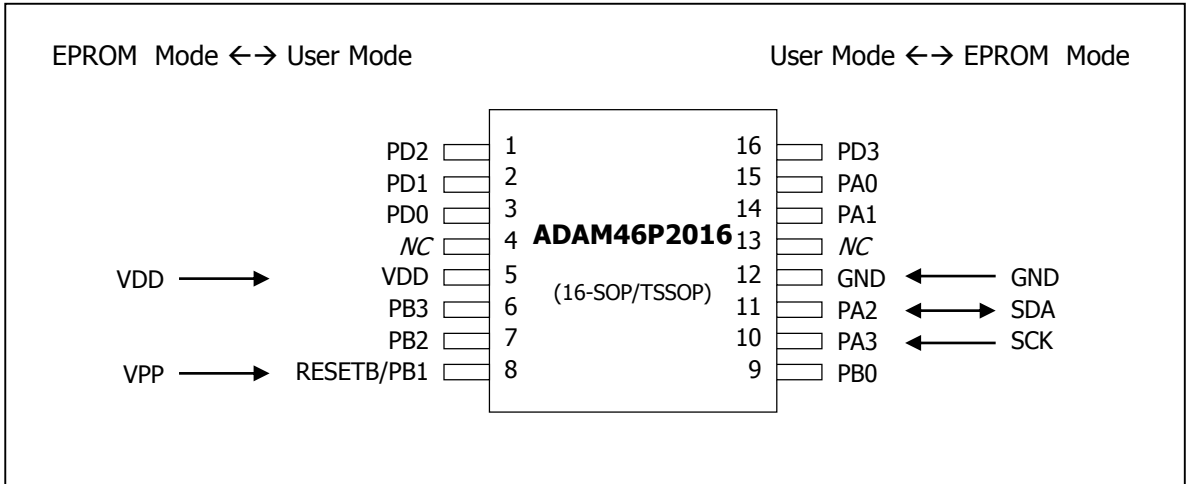 EPROM Mode ←→ User Mode
User Mode ←→ EPROM Mode
PD2 1 16 PD3
PD1 2 15 PA0
PD0 3 14 PA1
NC 4 ADAM46P2016 13 NC
VDD VDD 5 12 GND GND
(16-SOP/TSSOP)
PB3 6 11 PA2 SDA
PB2 7 10 PA3 SCK
VPP RESETB/PB1 8 9 PB0